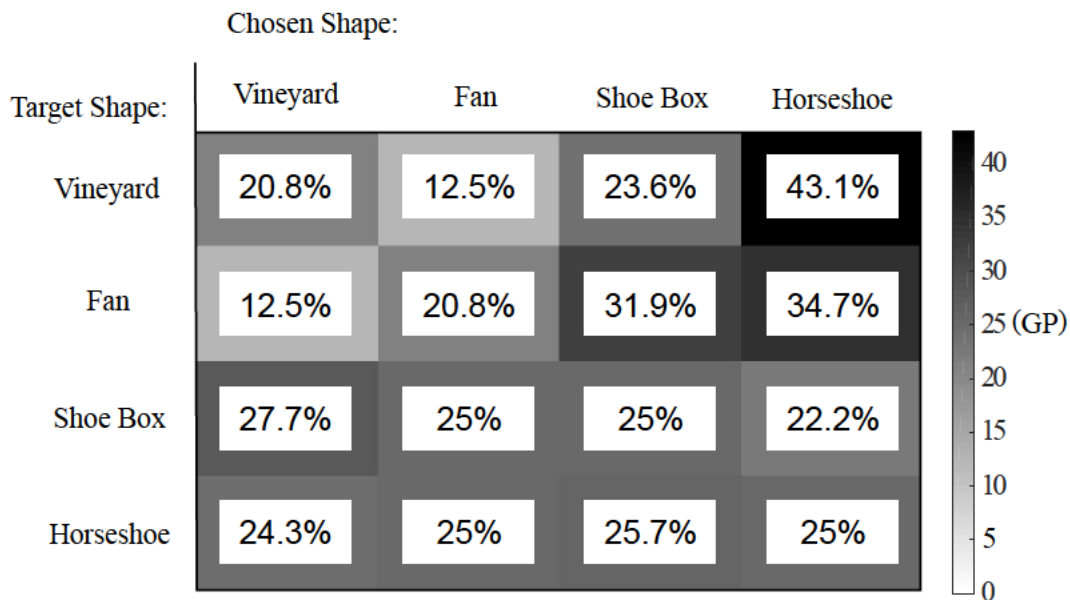 Chosen Shape:
Target Shape: Vineyard Fan Shoe Box Horseshoe
Vineyard 20.8% 12.5% 23.6% 43.1%
Fan 12.5% 20.8% 31.9% 34.7%
Shoe Box 27.7% 25% 25% 22.2%
Horseshoe 24.3% 25% 25.7% 25%
40
35
30
25 (GP)
20
15
10
5
0